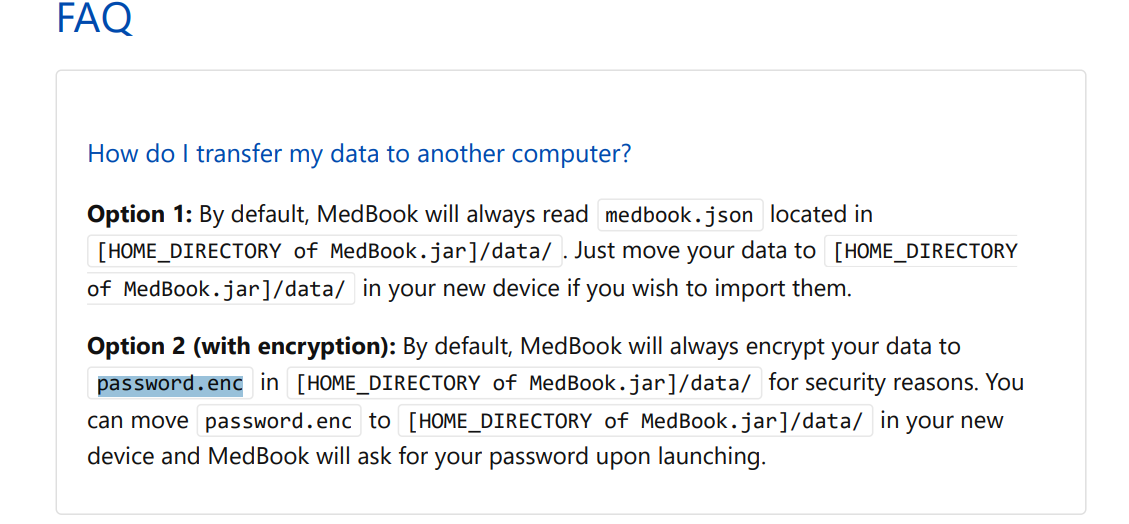 FAQ
How do I transfer my data to another computer?
Option 1: By default, MedBook will always read medbook.json located in
[HOME_DIRECTORY of MedBook.jar]/data/ . Just move your data to [HOME_DIRECTORY
of MedBook.jar]/data/ in your new device if you wish to import them.
Option 2 (with encryption): By default, MedBook will always encrypt your data to
password.enc in [HOME_DIRECTORY of MedBook.jar]/data/ for security reasons. You
can move password.enc to [HOME_DIRECTORY of MedBook.jar]/data/ in your new
device and MedBook will ask for your password upon launching.